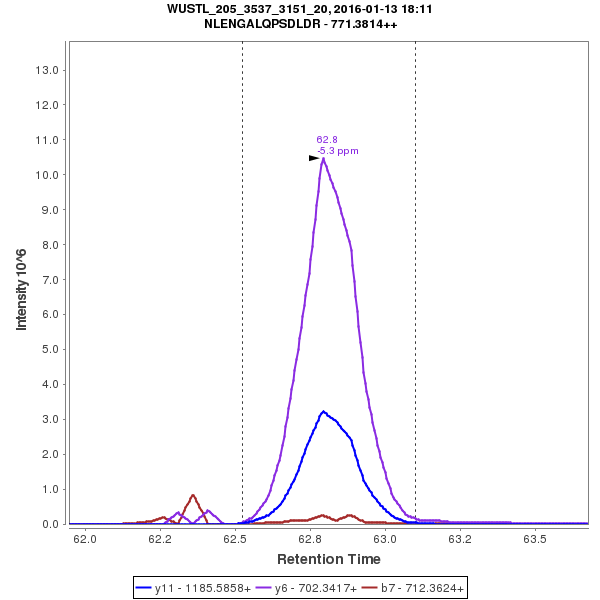 WUSTL_205_3537_3151_20, 2016-01-13 18:11
NLENGALQPSDLDR - 771.3814++
13.0
12.0
11.0
10.0
9.0
8.0
7.0
6.0
5.0
4.0
3.0
2.0
1.0
0.0
Intensity 10^6
62.8
-5.3 ppm
62.0
62.2
62.5
62.8
63.0
63.2
63.5
Retention Time
y11 - 1185.5858+
y6 - 702.3417+
b7 - 712.3624+